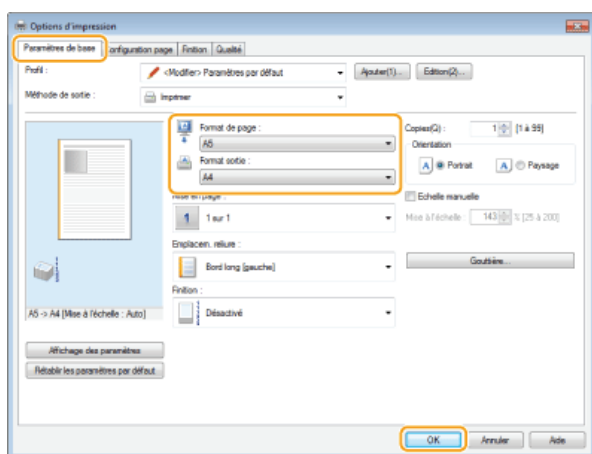 Options d'impression
Paramètres de base onfiguration page Finition Qualité
Profil : <Modifier> Paramètres par défaut Ajouter(1)... Edition(2)...
Méthode de sortie : Imprimer
Format de page :
A5
Format sortie :
A4
Copies(Q) : 1 [1 à 99]
Orientation
A Portrait A Paysage
Mise en page :
1 1 sur 1
Echelle manuelle
Mise à l'échelle : 143 % [25 à 200]
Emplacem. reliure :
Bord long [gauche]
Gouttière...
Finition :
Désactivé
A5 -> A4 [Mise à l'échelle : Auto]
Affichage des paramètres
Rétablir les paramètres par défaut
OK Annuler Aide